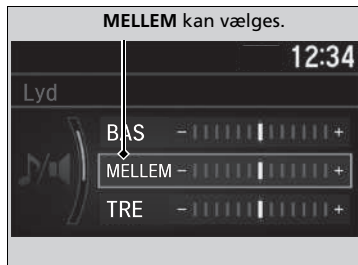 MELLEM kan vælges.
12:34
Lyd
BAS - +
MELLEM - +
TRE - +